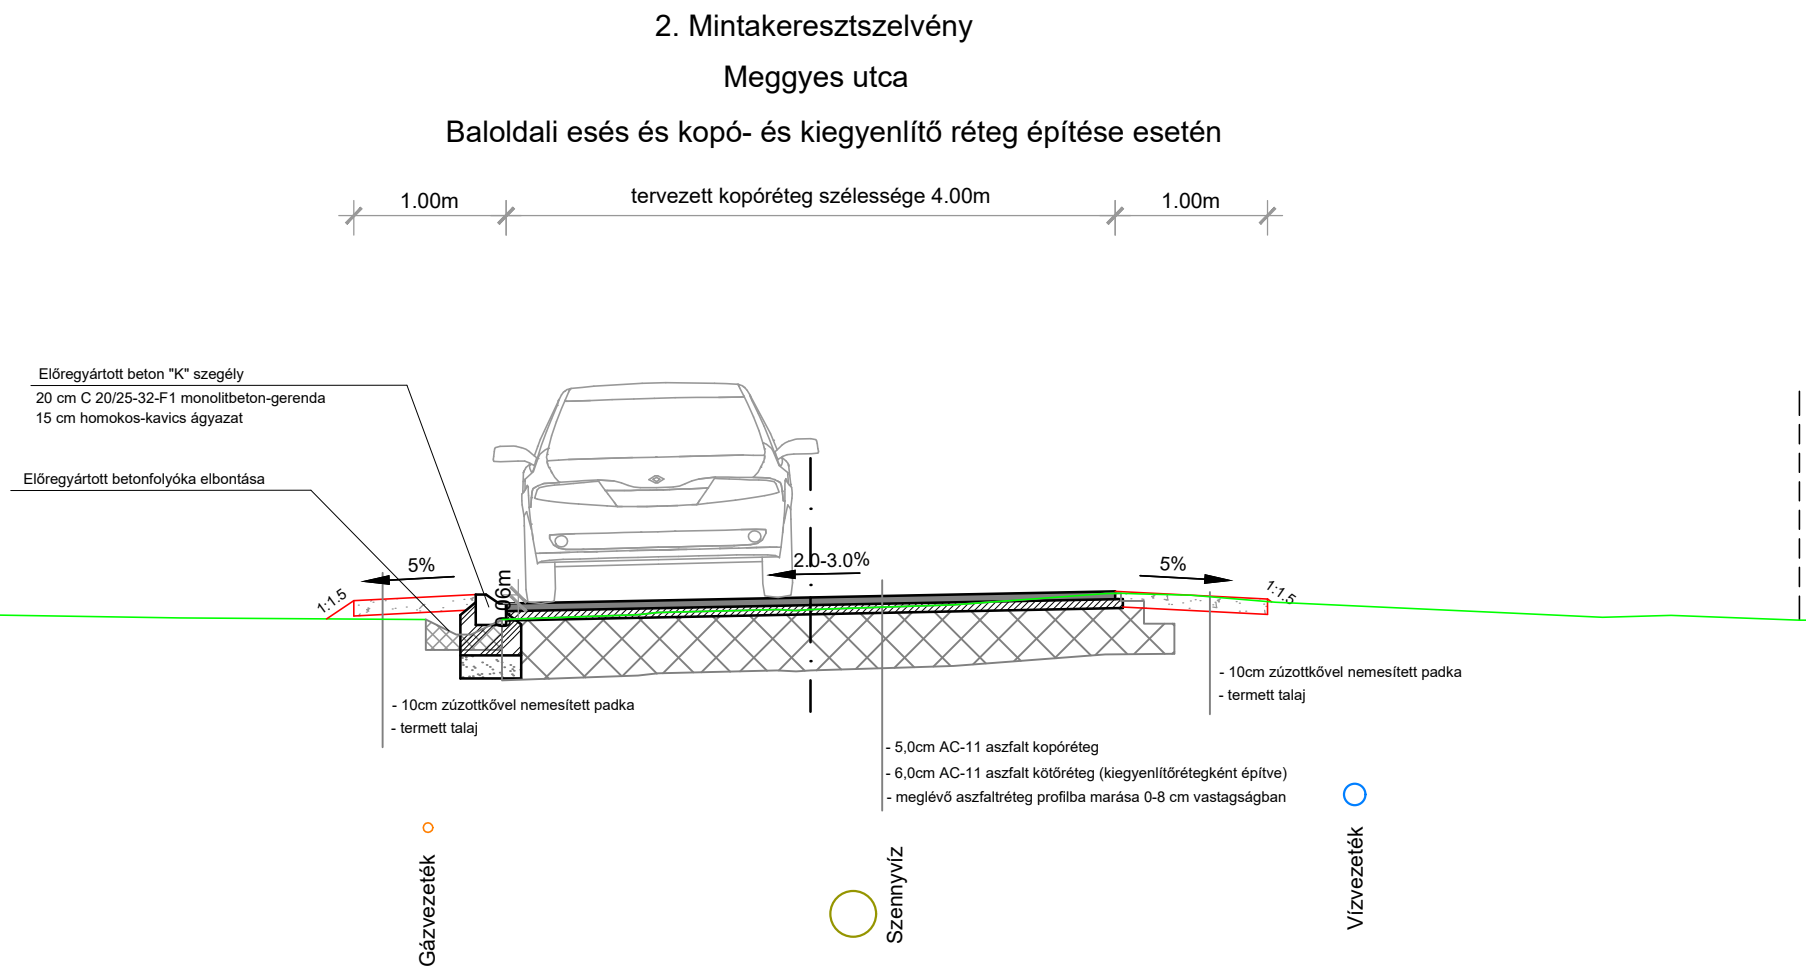 2. Mintakeresztszelvény
Meggyes utca
Baloldali esés és kopó- és kiegyenlítő réteg építése esetén
1.00m
tervezett kopóréteg szélessége 4.00m
1.00m
Előregyártott beton "K" szegély
20 cm C 20/25-32-F1 monolitbeton-gerenda
15 cm homokos-kavics ágyazat
Előregyártott betonfolyóka elbontása
5%
2.0-3.0%
5%
1:1.5
1:1.5
- 10cm zúzottkővel nemesített padka
- termett talaj
- 10cm zúzottkővel nemesített padka
- termett talaj
- 5,0cm AC-11 aszfalt kopóréteg
- 6,0cm AC-11 aszfalt kötőréteg (kiegyenlítőrétegként építve)
- meglévő aszfaltréteg profilba marása 0-8 cm vastagságban
Gázvezeték
Szennyvíz
Vízvezeték